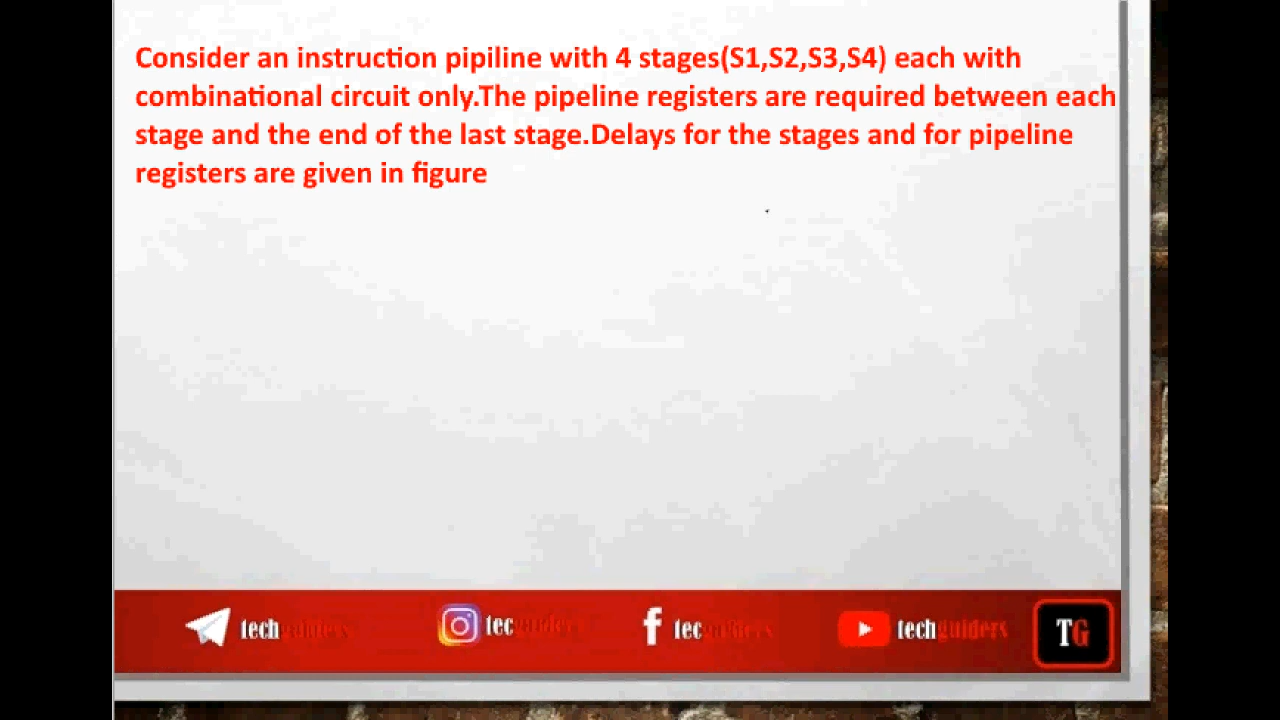 Consider an instruction pipiline with 4 stages(S1,S2,S3,S4) each with
combinational circuit only.The pipeline registers are required between each
stage and the end of the last stage.Delays for the stages and for pipeline
registers are given in figure
tech tec tec techguiders TG